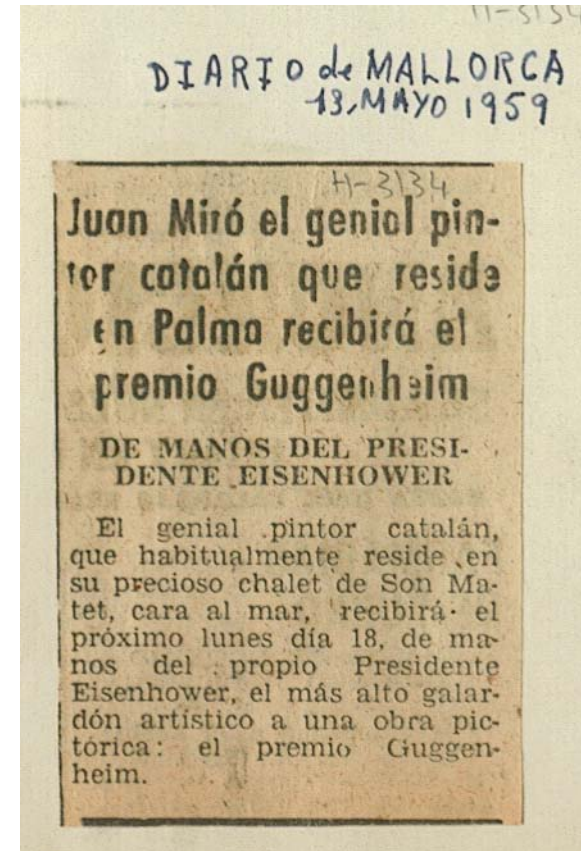 H-3134
DIARIO de MALLORCA
13, MAYO 1959
H-3134
Juan Miró el genial pin-
tor catalán que reside
en Palma recibirá el
premio Guggenheim
DE MANOS DEL PRESI-
DENTE EISENHOWER
El genial pintor catalán,
que habitualmente reside en
su precioso chalet de Son Ma-
tet, cara al mar, recibirá el
próximo lunes día 18, de ma-
nos del propio Presidente
Eisenhower, el más alto galar-
dón artístico a una obra pic-
tórica: el premio Guggen-
heim.